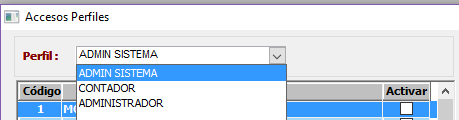 Accesos Perfiles
Perfil: ADMIN SISTEMA
ADMIN SISTEMA
CONTADOR
ADMINISTRADOR
Código Activar
1